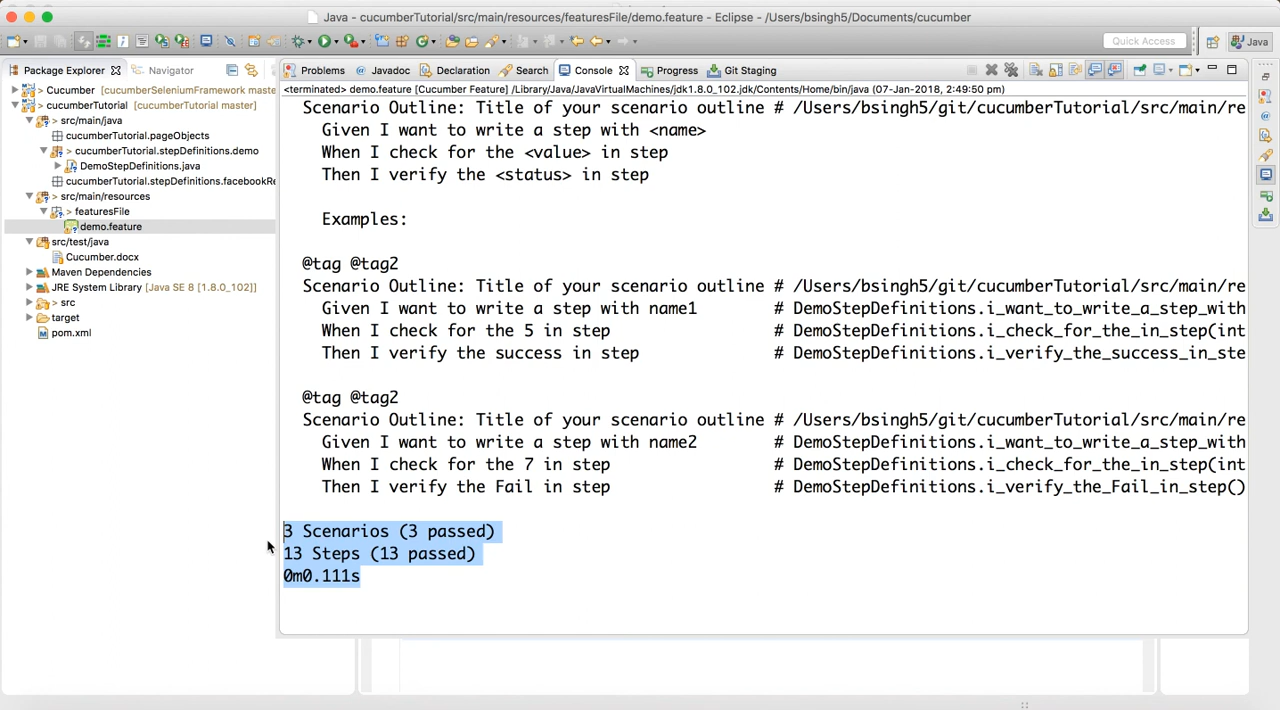 Java - cucumberTutorial/src/main/resources/featuresFile/demo.feature - Eclipse - /Users/bsingh5/Documents/cucumber
Quick Access
Java
Package Explorer
Navigator
Problems
Javadoc
Declaration
Search
Console
Progress
Git Staging
<terminated> demo.feature [Cucumber Feature] /Library/Java/JavaVirtualMachines/jdk1.8.0_102.jdk/Contents/Home/bin/java (07-Jan-2018, 2:49:50 pm)
Cucumber [cucumberSeleniumFramework maste
cucumberTutorial [cucumberTutorial master]
> src/main/java
cucumberTutorial.pageObjects
> cucumberTutorial.stepDefinitions.demo
> DemoStepDefinitions.java
cucumberTutorial.stepDefinitions.facebookRe
> src/main/resources
> featuresFile
demo.feature
src/test/java
Cucumber.docx
Maven Dependencies
JRE System Library [Java SE 8 [1.8.0_102]]
> src
target
pom.xml
Scenario Outline: Title of your scenario outline # /Users/bsingh5/git/cucumberTutorial/src/main/re
Given I want to write a step with <name>
When I check for the <value> in step
Then I verify the <status> in step
Examples:
@tag @tag2
Scenario Outline: Title of your scenario outline # /Users/bsingh5/git/cucumberTutorial/src/main/re
Given I want to write a step with name1 # DemoStepDefinitions.i_want_to_write_a_step_with
When I check for the 5 in step # DemoStepDefinitions.i_check_for_the_in_step(int
Then I verify the success in step # DemoStepDefinitions.i_verify_the_success_in_ste
@tag @tag2
Scenario Outline: Title of your scenario outline # /Users/bsingh5/git/cucumberTutorial/src/main/re
Given I want to write a step with name2 # DemoStepDefinitions.i_want_to_write_a_step_with
When I check for the 7 in step # DemoStepDefinitions.i_check_for_the_in_step(int
Then I verify the Fail in step # DemoStepDefinitions.i_verify_the_Fail_in_step()
3 Scenarios (3 passed)
13 Steps (13 passed)
0m0.111s